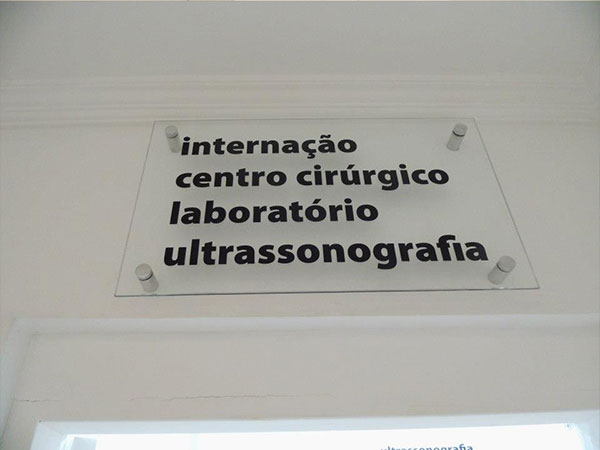 internação
centro cirúrgico
laboratório
ultrassonografia
ultrassonografia